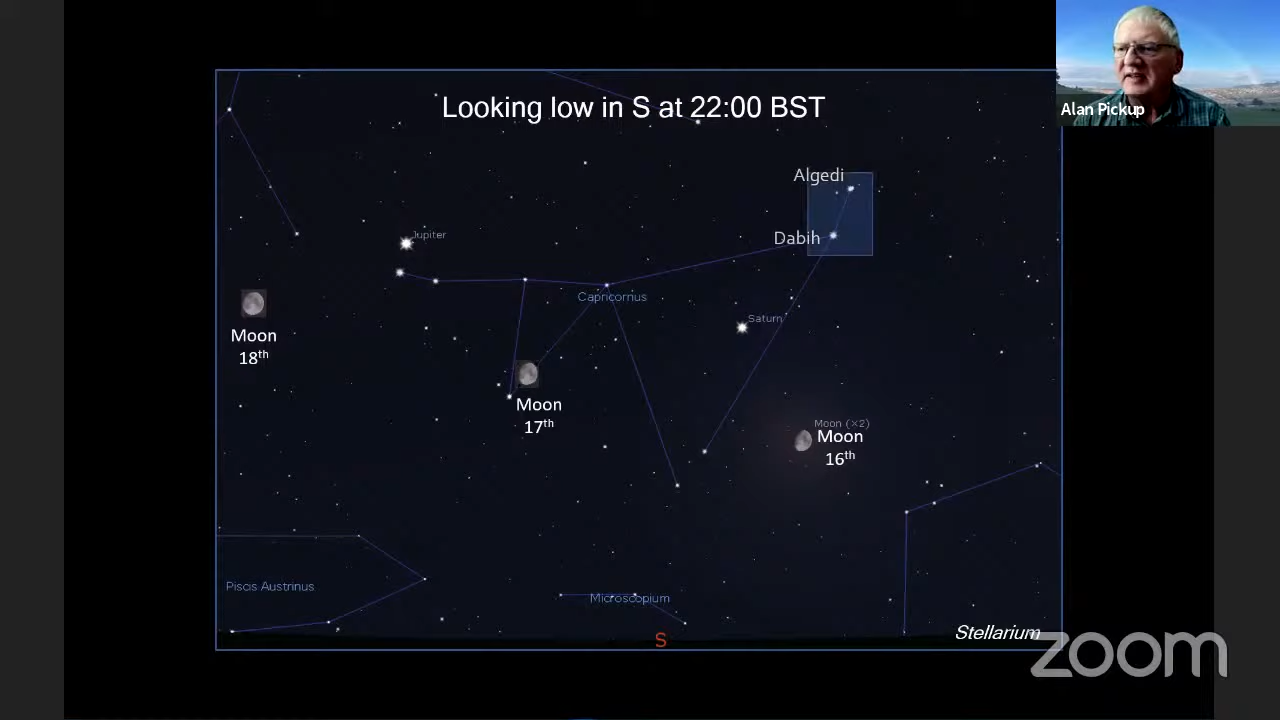 Looking low in S at 22:00 BST
Alan Pickup
Algedi
Jupiter
Dabih
Capricornus
Saturn
Moon
18th
Moon
17th
Moon (×2)
Moon
16th
Piscis Austrinus
Microscopium
S
Stellarium
zoom